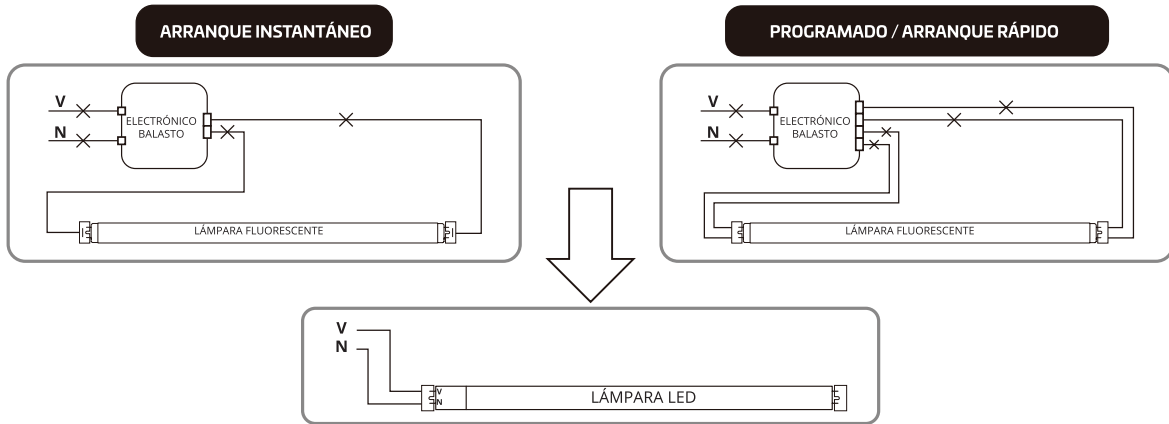 ARRANQUE INSTANTÁNEO
V
N
ELECTRÓNICO
BALASTO
LÁMPARA FLUORESCENTE
PROGRAMADO / ARRANQUE RÁPIDO
V
N
ELECTRÓNICO
BALASTO
LÁMPARA FLUORESCENTE
V
N
V
N
LÁMPARA LED